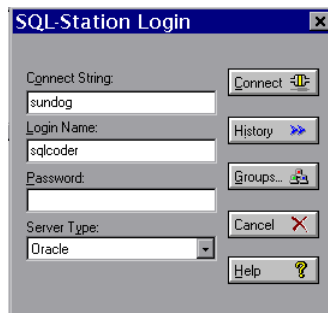 SQL-Station Login
Connect String:
sundog
Login Name:
sqlcoder
Password:
Server Type:
Oracle
Connect
History
Groups...
Cancel
Help